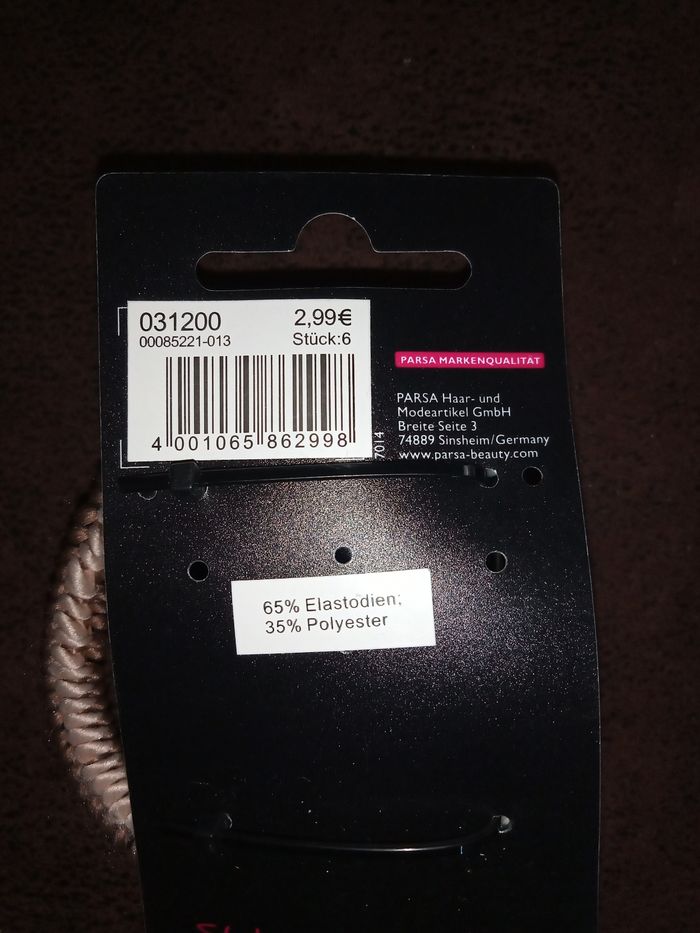 031200 2,99€
00085221-013 Stück:6
4 001065 862998
7014
PARSA MARKENQUALITÄT
PARSA Haar- und
Modeartikel GmbH
Breite Seite 3
74889 Sinsheim/Germany
www.parsa-beauty.com
65% Elastodien;
35% Polyester